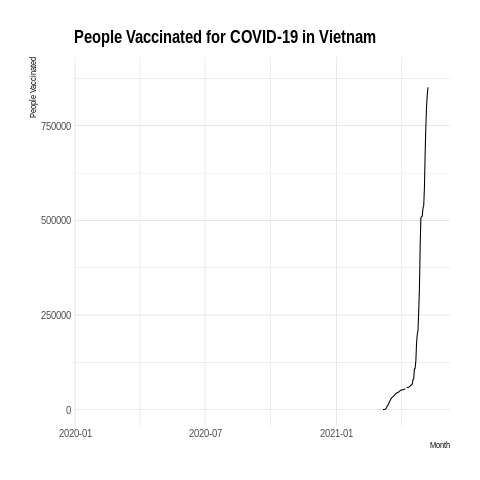 People Vaccinated for COVID-19 in Vietnam
People Vaccinated
750000
500000
250000
0
2020-01
2020-07
2021-01
Month